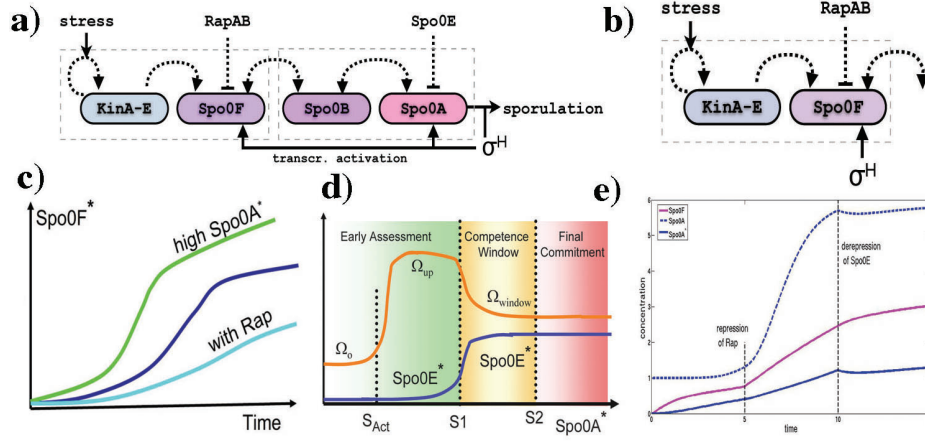 a)
stress
RapAB
Spo0E
KinA-E
Spo0F
Spo0B
Spo0A
sporulation
transcr. activation
σH
b)
stress
RapAB
KinA-E
Spo0F
σH
c)
Spo0F*
high Spo0A*
with Rap
Time
d)
Early Assessment
Competence
Window
Final
Commitment
Ωup
Ωwindow
Ωo
Spo0E*
Spo0E*
SAct
S1
S2
Spo0A*
e)
Spo0F
Spo0A
Spo0A*
concentration
6
5
4
3
2
1
0
0
5
10
time
repression
of Rap
derepression
of Spo0E